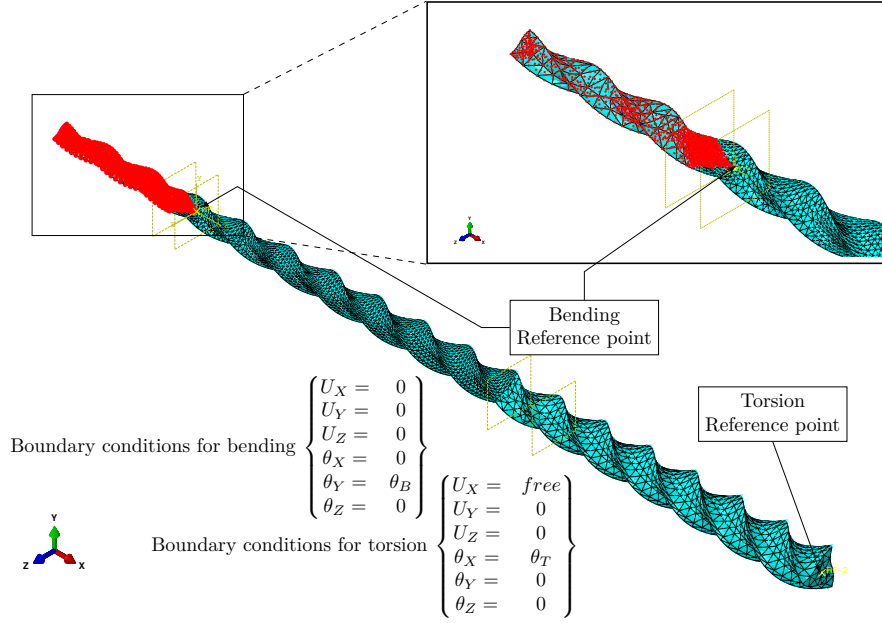 Y
Z
X
Bending
Reference point
Torsion
Reference point
Boundary conditions for bending
U_X = 0
U_Y = 0
U_Z = 0
θ_X = 0
θ_Y = θ_B
θ_Z = 0
Boundary conditions for torsion
U_X = free
U_Y = 0
U_Z = 0
θ_X = θ_T
θ_Y = 0
θ_Z = 0
Y
Z
X